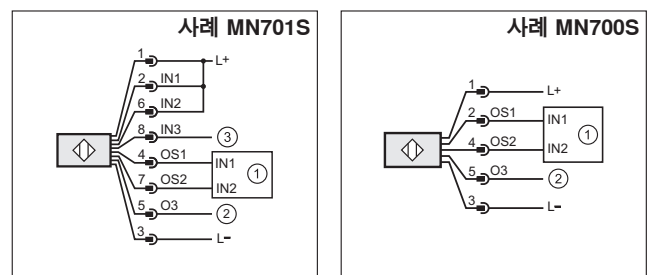 사례 MN701S
1 L+
2 IN1
6 IN2
8 IN3 ③
4 OS1 IN1
①
7 OS2 IN2
5 O3 ②
3 L-
사례 MN700S
1 L+
2 OS1 IN1
①
4 OS2 IN2
5 O3 ②
3 L-